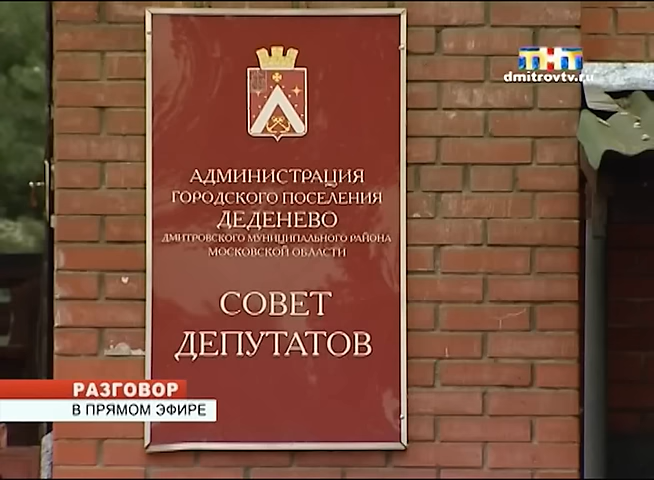 ТНТ
dmitrovtv.ru
АДМИНИСТРАЦИЯ
ГОРОДСКОГО ПОСЕЛЕНИЯ
ДЕДЕНЕВО
ДМИТРОВСКОГО МУНИЦИПАЛЬНОГО РАЙОНА
МОСКОВСКОЙ ОБЛАСТИ
СОВЕТ
ДЕПУТАТОВ
РАЗГОВОР
В ПРЯМОМ ЭФИРЕ